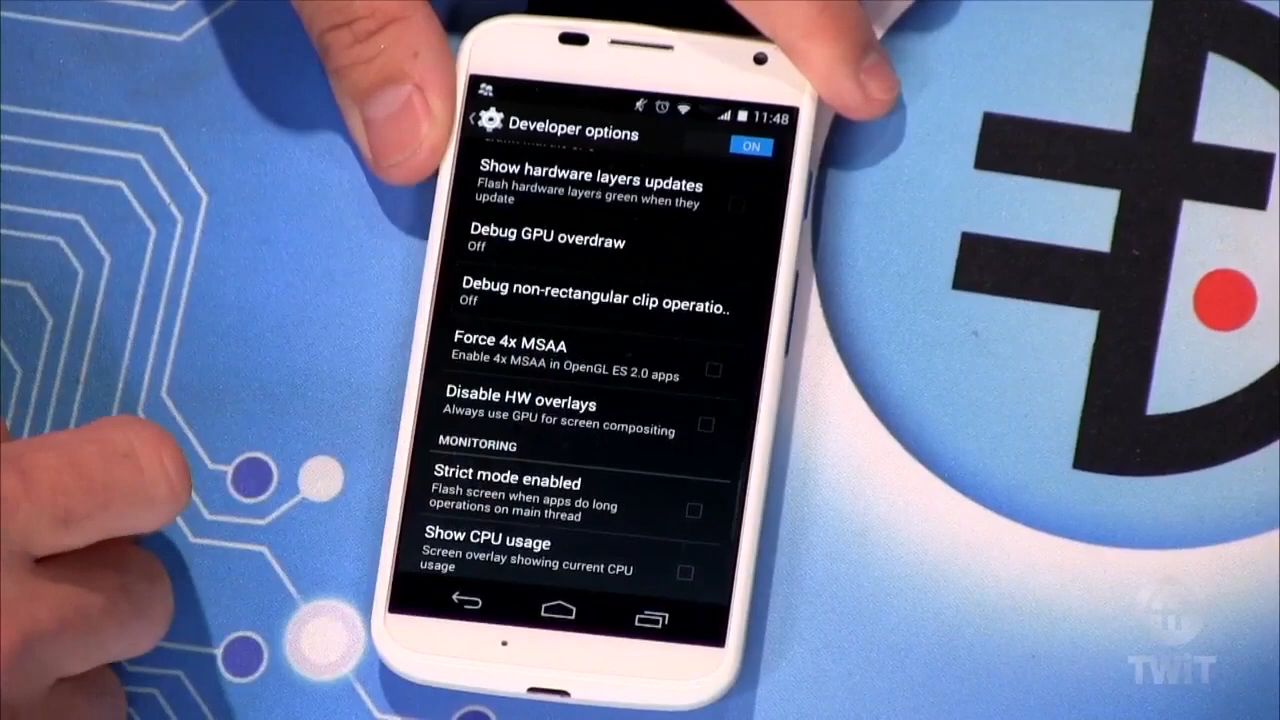 11:48
Developer options
ON
Show hardware layers updates
Flash hardware layers green when they
update
Debug GPU overdraw
Off
Debug non-rectangular clip operatio..
Off
Force 4x MSAA
Enable 4x MSAA in OpenGL ES 2.0 apps
Disable HW overlays
Always use GPU for screen compositing
MONITORING
Strict mode enabled
Flash screen when apps do long
operations on main thread
Show CPU usage
Screen overlay showing current CPU
usage
TWiT